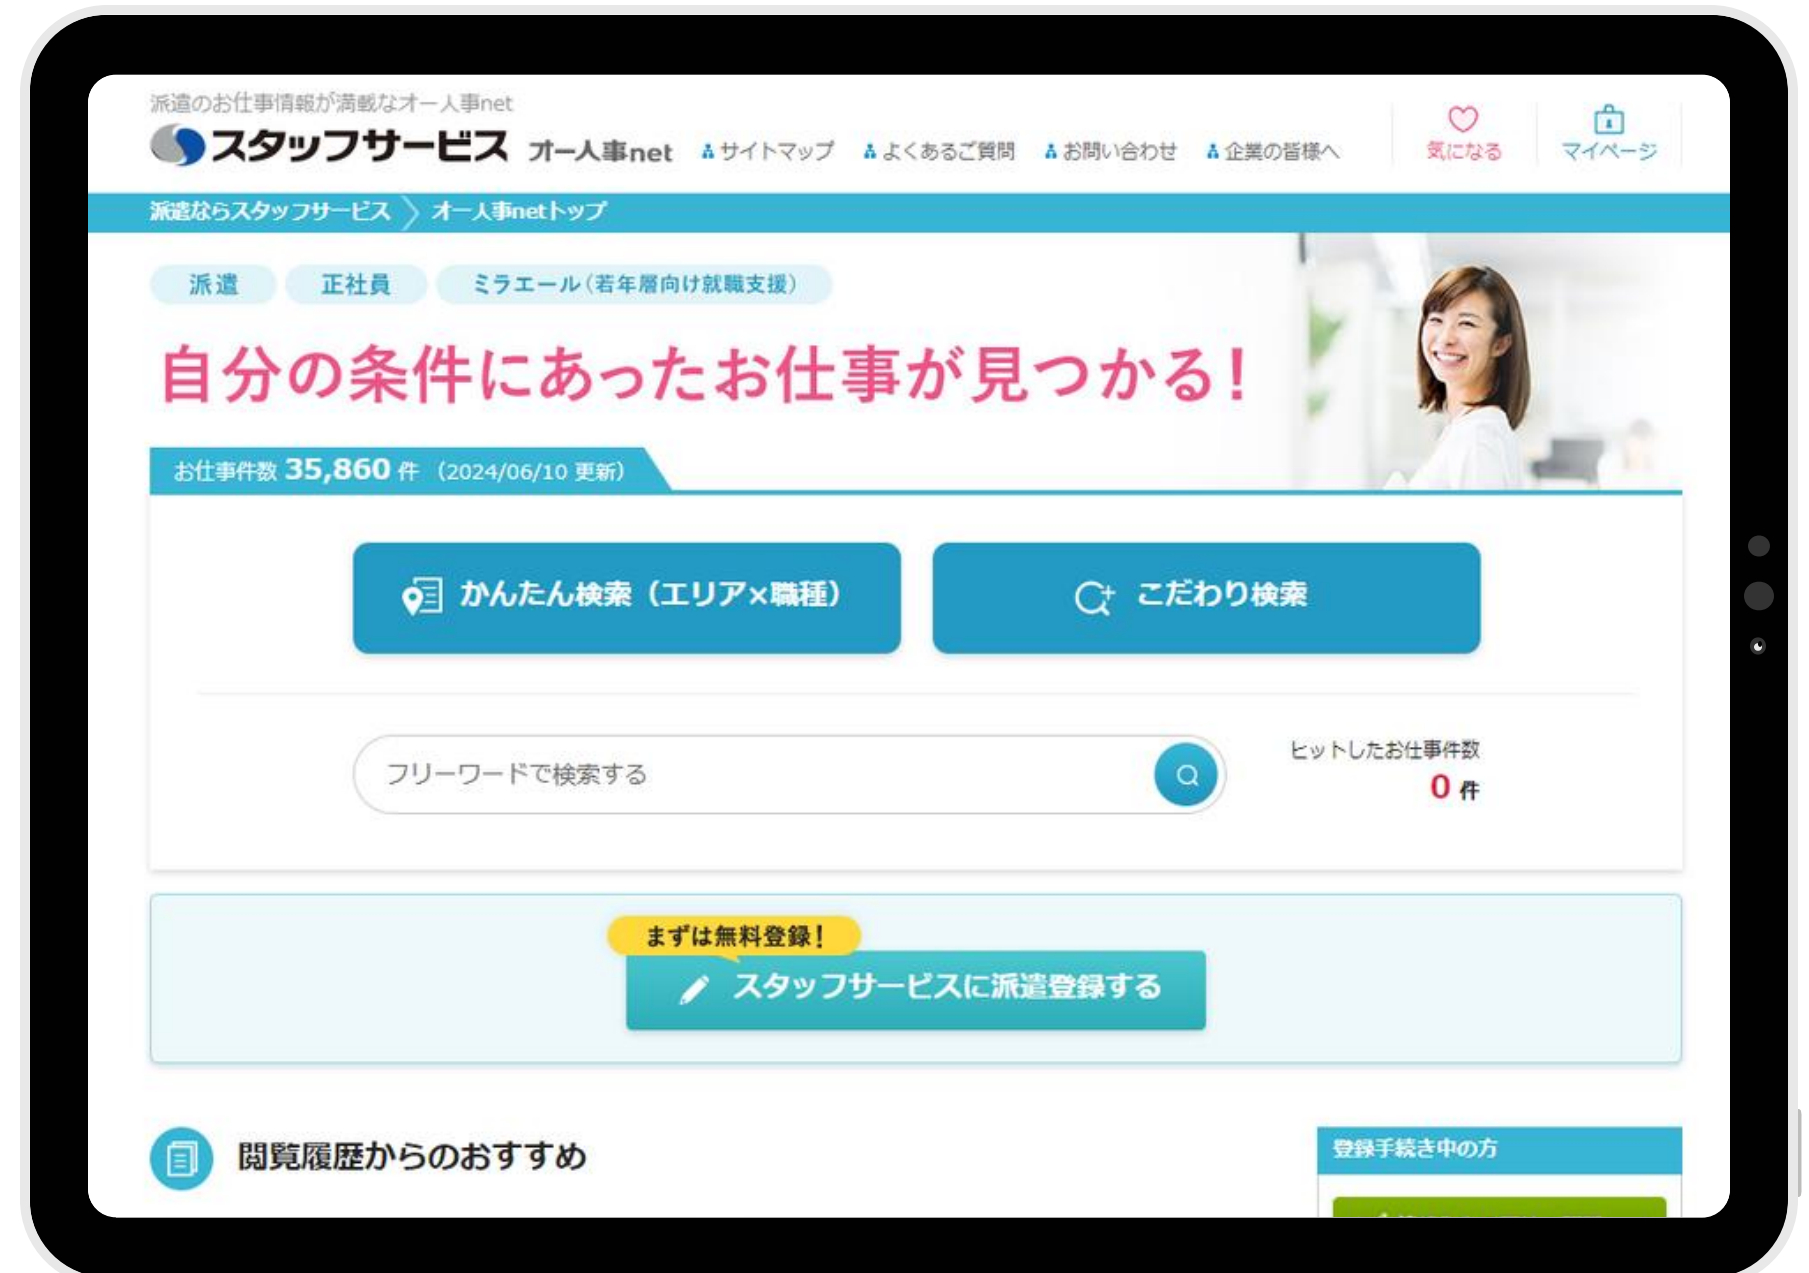 派遣のお仕事情報が満載なオー人事net
スタッフサービス オー人事net サイトマップ よくあるご質問 お問い合わせ 企業の皆様へ 気になる マイページ
派遣ならスタッフサービス 〉 オー人事netトップ
派遣 正社員 ミラエール(若年層向け就職支援)
自分の条件にあったお仕事が見つかる!
お仕事件数 35,860 件 (2024/06/10 更新)
かんたん検索(エリア×職種) こだわり検索
フリーワードで検索する
ヒットしたお仕事件数
0 件
まずは無料登録!
スタッフサービスに派遣登録する
閲覧履歴からのおすすめ
登録手続き中の方